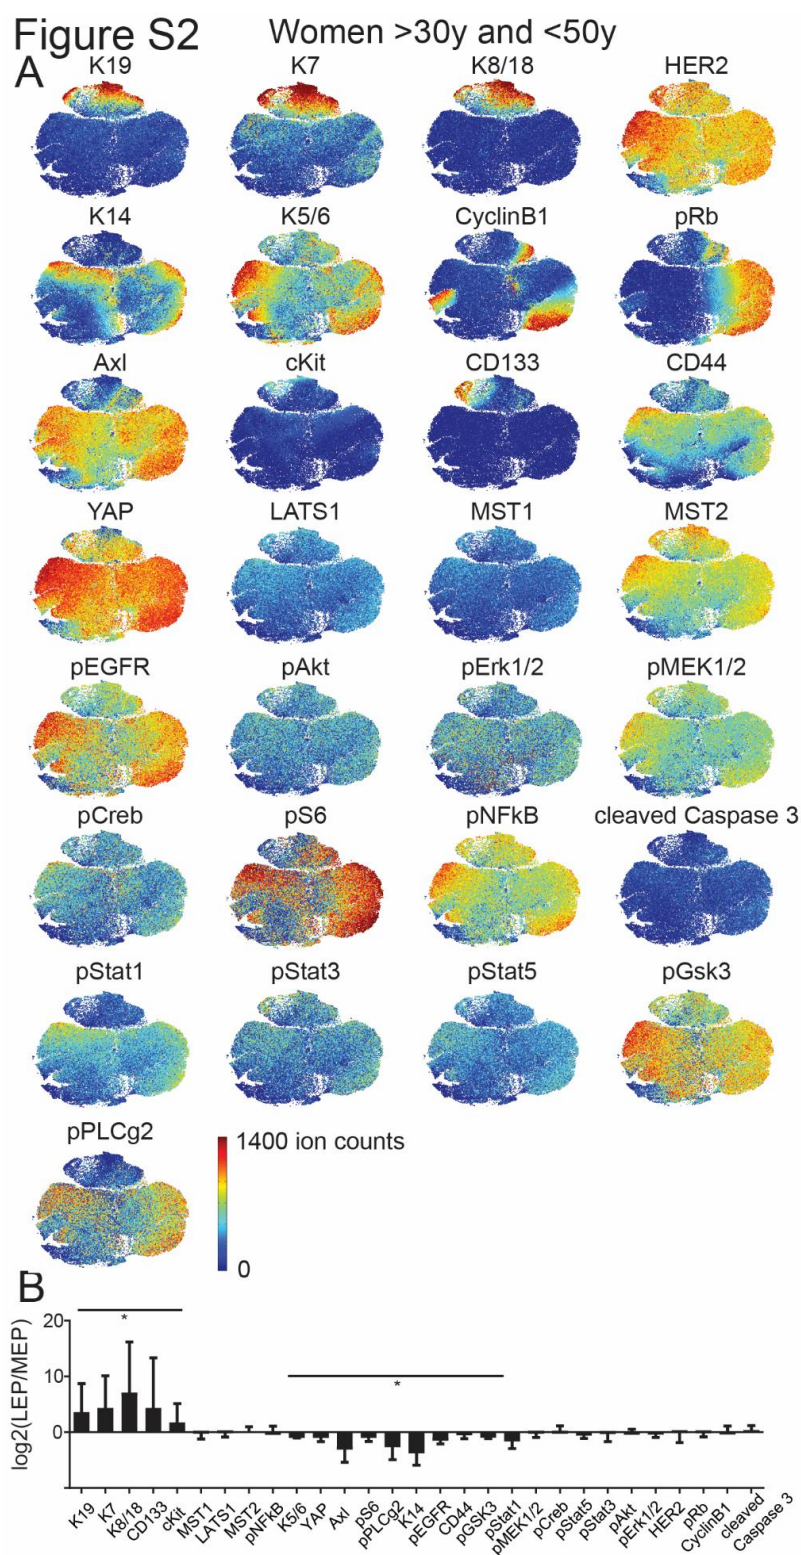 Figure S2 Women >30y and <50y
A
K19 K7 K8/18 HER2
K14 K5/6 CyclinB1 pRb
Axl cKit CD133 CD44
YAP LATS1 MST1 MST2
pEGFR pAkt pErk1/2 pMEK1/2
pCreb pS6 pNFkB cleaved Caspase 3
pStat1 pStat3 pStat5 pGsk3
pPLCg2
1400 ion counts
0
B
log2(LEP/MEP)
20
10
0
*
*
K19 K7 K8/18 CD133 cKit MST1 LATS1 MST2 pNFkB K5/6 YAP Axl pS6 pPLCg2 K14 pEGFR CD44 pGSK3 pStat1 pMEK1/2 pCreb pStat5 pStat3 pAkt pErk1/2 HER2 pRb CyclinB1 cleaved Caspase 3